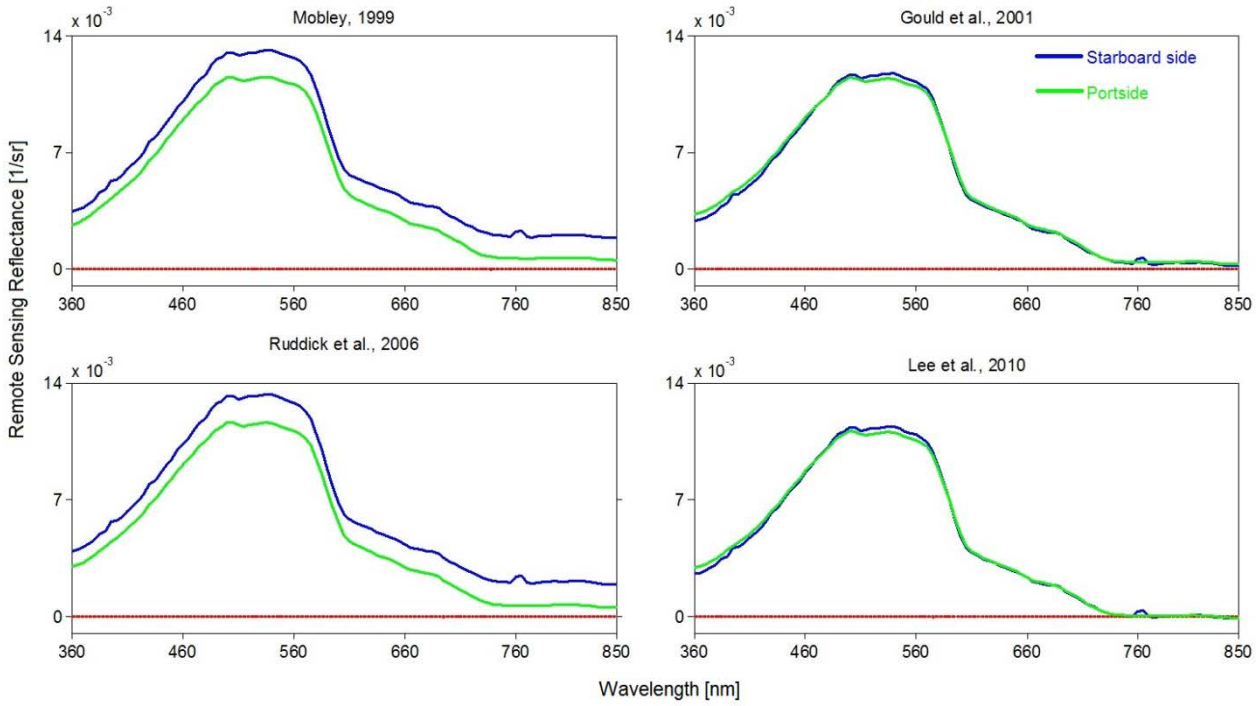 Mobley, 1999
x 10-3
14
7
0
360 460 560 660 760 850
Gould et al., 2001
x 10-3
14
7
0
360 460 560 660 760 850
Starboard side
Portside
Ruddick et al., 2006
x 10-3
14
7
0
360 460 560 660 760 850
Lee et al., 2010
x 10-3
14
7
0
360 460 560 660 760 850
Remote Sensing Reflectance [1/sr]
Wavelength [nm]